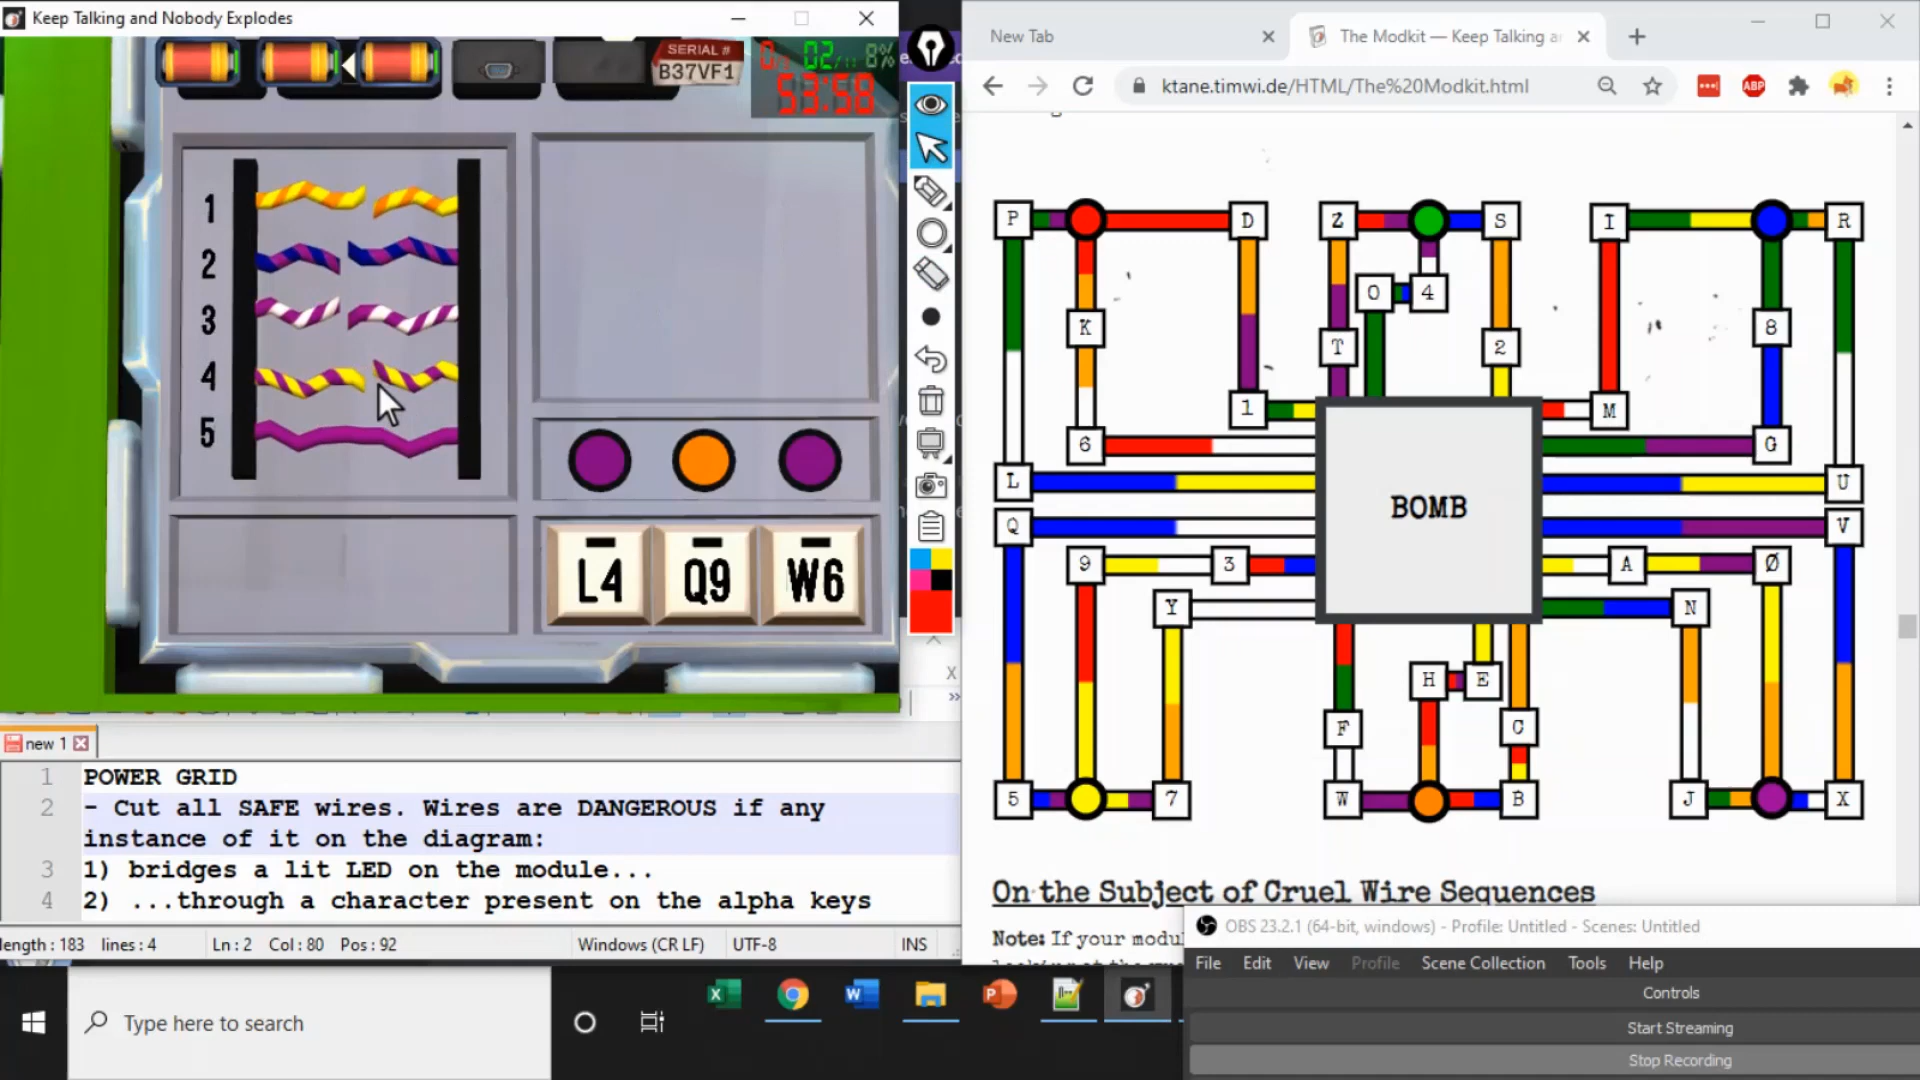 Keep Talking and Nobody Explodes
SERIAL #
B37VF1
02
8%
53:58
1
2
3
4
5
L4
Q9
W6
new 1
1 POWER GRID
2 - Cut all SAFE wires. Wires are DANGEROUS if any
instance of it on the diagram:
3 1) bridges a lit LED on the module...
4 2) ...through a character present on the alpha keys
length : 183 lines : 4
Ln : 2 Col : 80 Pos : 92
Windows (CR LF)
UTF-8
INS
New Tab
The Modkit — Keep Talking a
ktane.timwi.de/HTML/The%20Modkit.html
ABP
P
D
Z
S
I
R
O
4
K
T
2
8
1
M
6
G
L
U
BOMB
Q
V
9
3
A
Ø
Y
N
H
E
F
C
5
7
W
B
J
X
On the Subject of Cruel Wire Sequences
Note: If your modu
OBS 23.2.1 (64-bit, windows) - Profile: Untitled - Scenes: Untitled
File Edit View Profile Scene Collection Tools Help
Controls
Start Streaming
Stop Recording
Type here to search